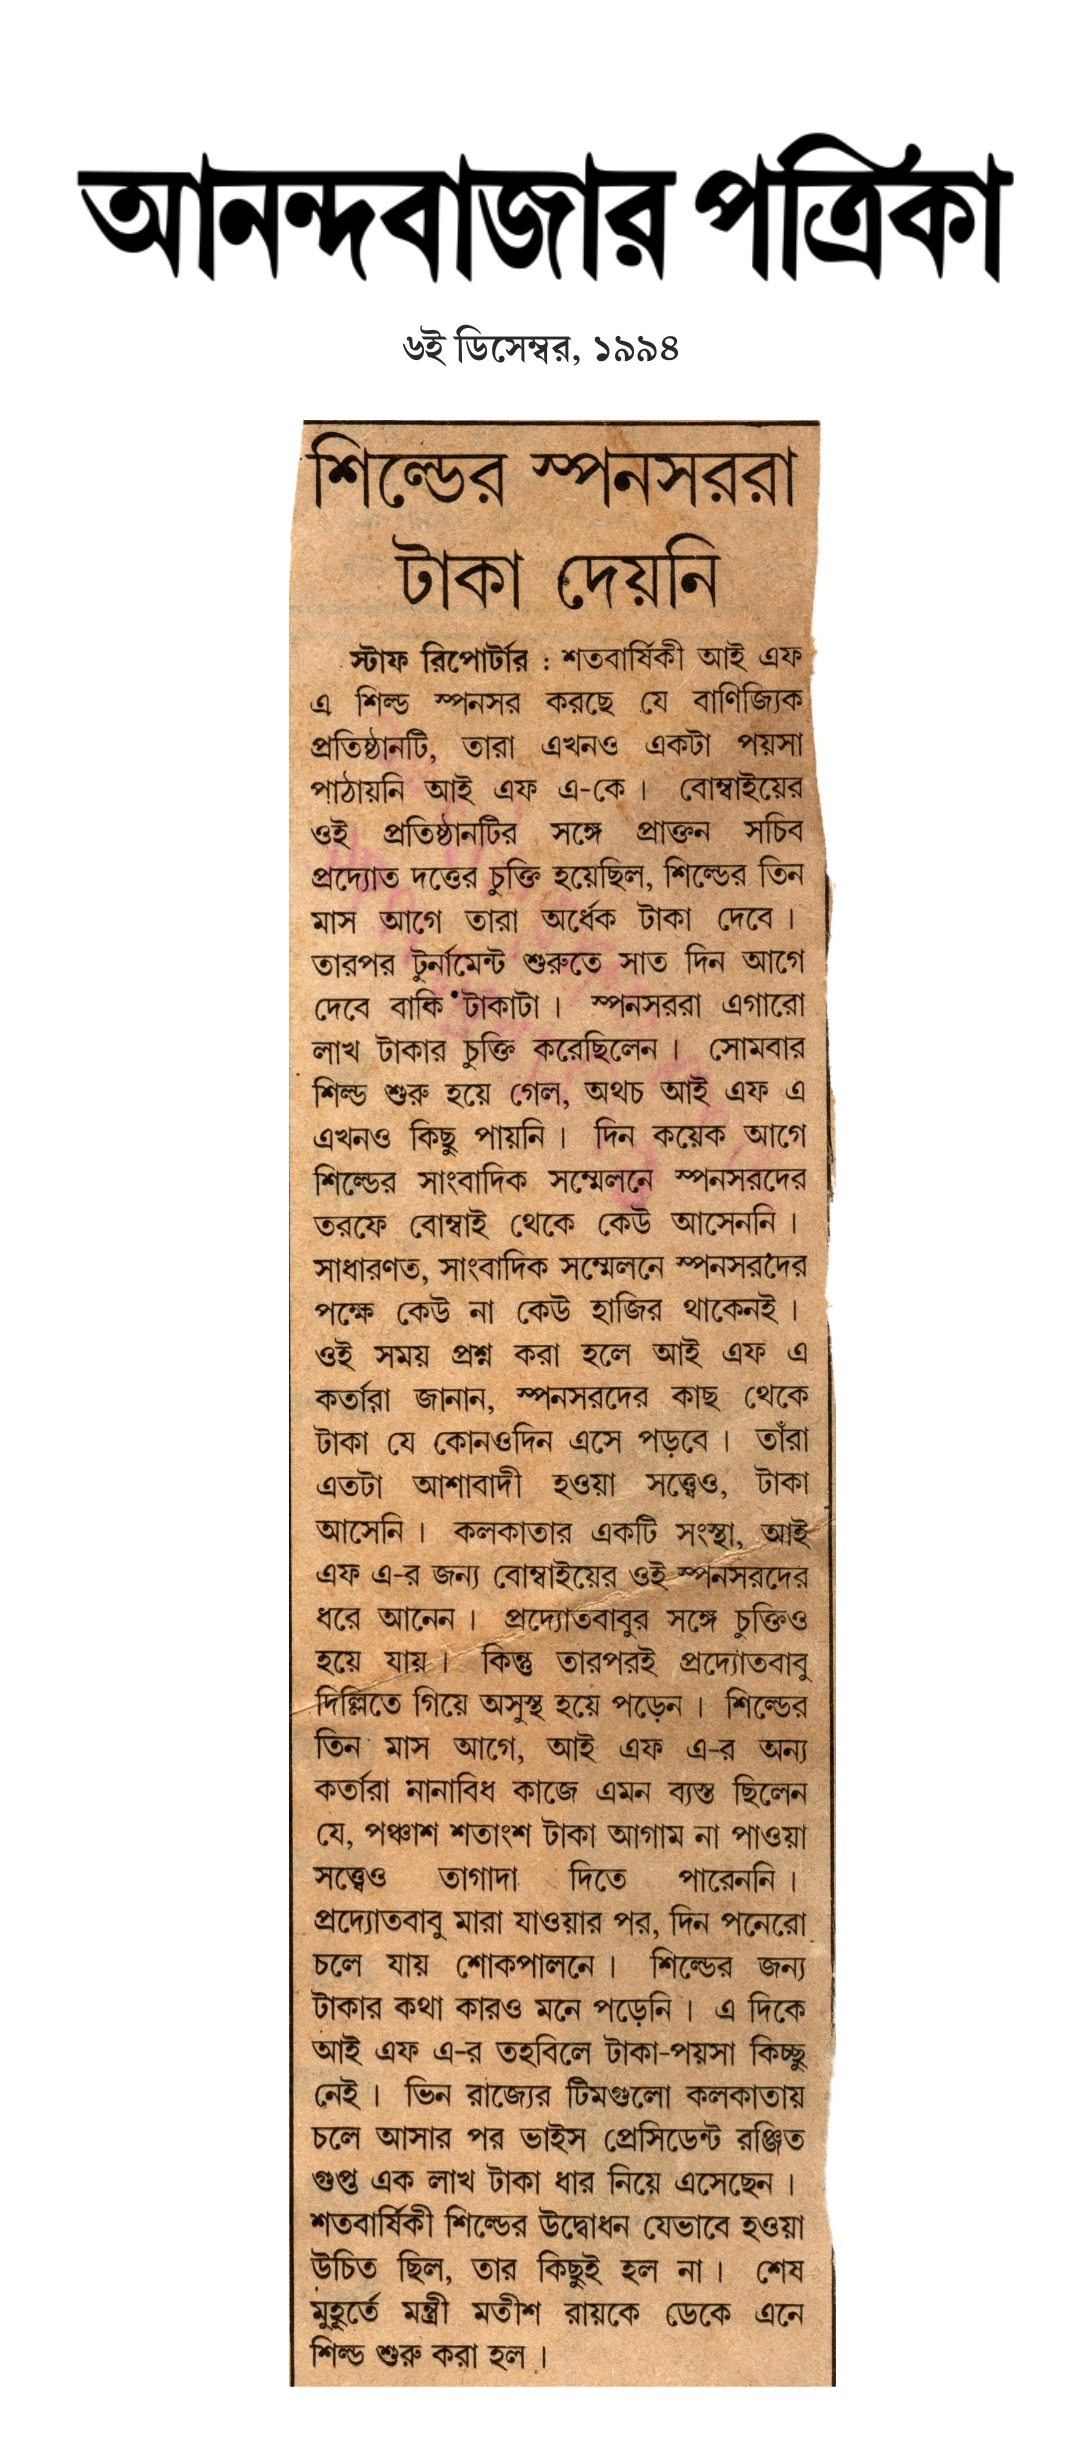 আনন্দবাজার পত্রিকা
৬ই ডিসেম্বর, ১৯৯৪
শিল্ডের স্পনসররা
টাকা দেয়নি
স্টাফ রিপোর্টার : শতবার্ষিকী আই এফ
এ শিল্ড স্পনসর করছে যে বাণিজ্যিক
প্রতিষ্ঠানটি, তারা এখনও একটা পয়সা
পাঠায়নি আই এফ এ-কে। বোম্বাইয়ের
ওই প্রতিষ্ঠানটির সঙ্গে প্রাক্তন সচিব
প্রদ্যোত দত্তের চুক্তি হয়েছিল, শিল্ডের তিন
মাস আগে তারা অর্ধেক টাকা দেবে।
তারপর টুর্নামেন্ট শুরুতে সাত দিন আগে
দেবে বাকি টাকাটা। স্পনসররা এগারো
লাখ টাকার চুক্তি করেছিলেন। সোমবার
শিল্ড শুরু হয়ে গেল, অথচ আই এফ এ
এখনও কিছু পায়নি। দিন কয়েক আগে
শিল্ডের সাংবাদিক সম্মেলনে স্পনসরদের
তরফে বোম্বাই থেকে কেউ আসেননি।
সাধারণত, সাংবাদিক সম্মেলনে স্পনসরদের
পক্ষে কেউ না কেউ হাজির থাকেনই।
ওই সময় প্রশ্ন করা হলে আই এফ এ
কর্তারা জানান, স্পনসরদের কাছ থেকে
টাকা যে কোনওদিন এসে পড়বে। তাঁরা
এতটা আশাবাদী হওয়া সত্ত্বেও, টাকা
আসেনি। কলকাতার একটি সংস্থা, আই
এফ এ-র জন্য বোম্বাইয়ের ওই স্পনসরদের
ধরে আনেন। প্রদ্যোতবাবুর সঙ্গে চুক্তিও
হয়ে যায়। কিন্তু তারপরই প্রদ্যোতবাবু
দিল্লিতে গিয়ে অসুস্থ হয়ে পড়েন। শিল্ডের
তিন মাস আগে, আই এফ এ-র অন্য
কর্তারা নানাবিধ কাজে এমন ব্যস্ত ছিলেন
যে, পঞ্চাশ শতাংশ টাকা আগাম না পাওয়া
সত্ত্বেও তাগাদা দিতে পারেননি।
প্রদ্যোতবাবু মারা যাওয়ার পর, দিন পনেরো
চলে যায় শোকপালনে। শিল্ডের জন্য
টাকার কথা কারও মনে পড়েনি। এ দিকে
আই এফ এ-র তহবিলে টাকা-পয়সা কিচ্ছু
নেই। ভিন রাজ্যের টিমগুলো কলকাতায়
চলে আসার পর ভাইস প্রেসিডেন্ট রঞ্জিত
গুপ্ত এক লাখ টাকা ধার নিয়ে এসেছেন।
শতবার্ষিকী শিল্ডের উদ্বোধন যেভাবে হওয়া
উচিত ছিল, তার কিছুই হল না। শেষ
মুহূর্তে মন্ত্রী মতীশ রায়কে ডেকে এনে
শিল্ড শুরু করা হল।